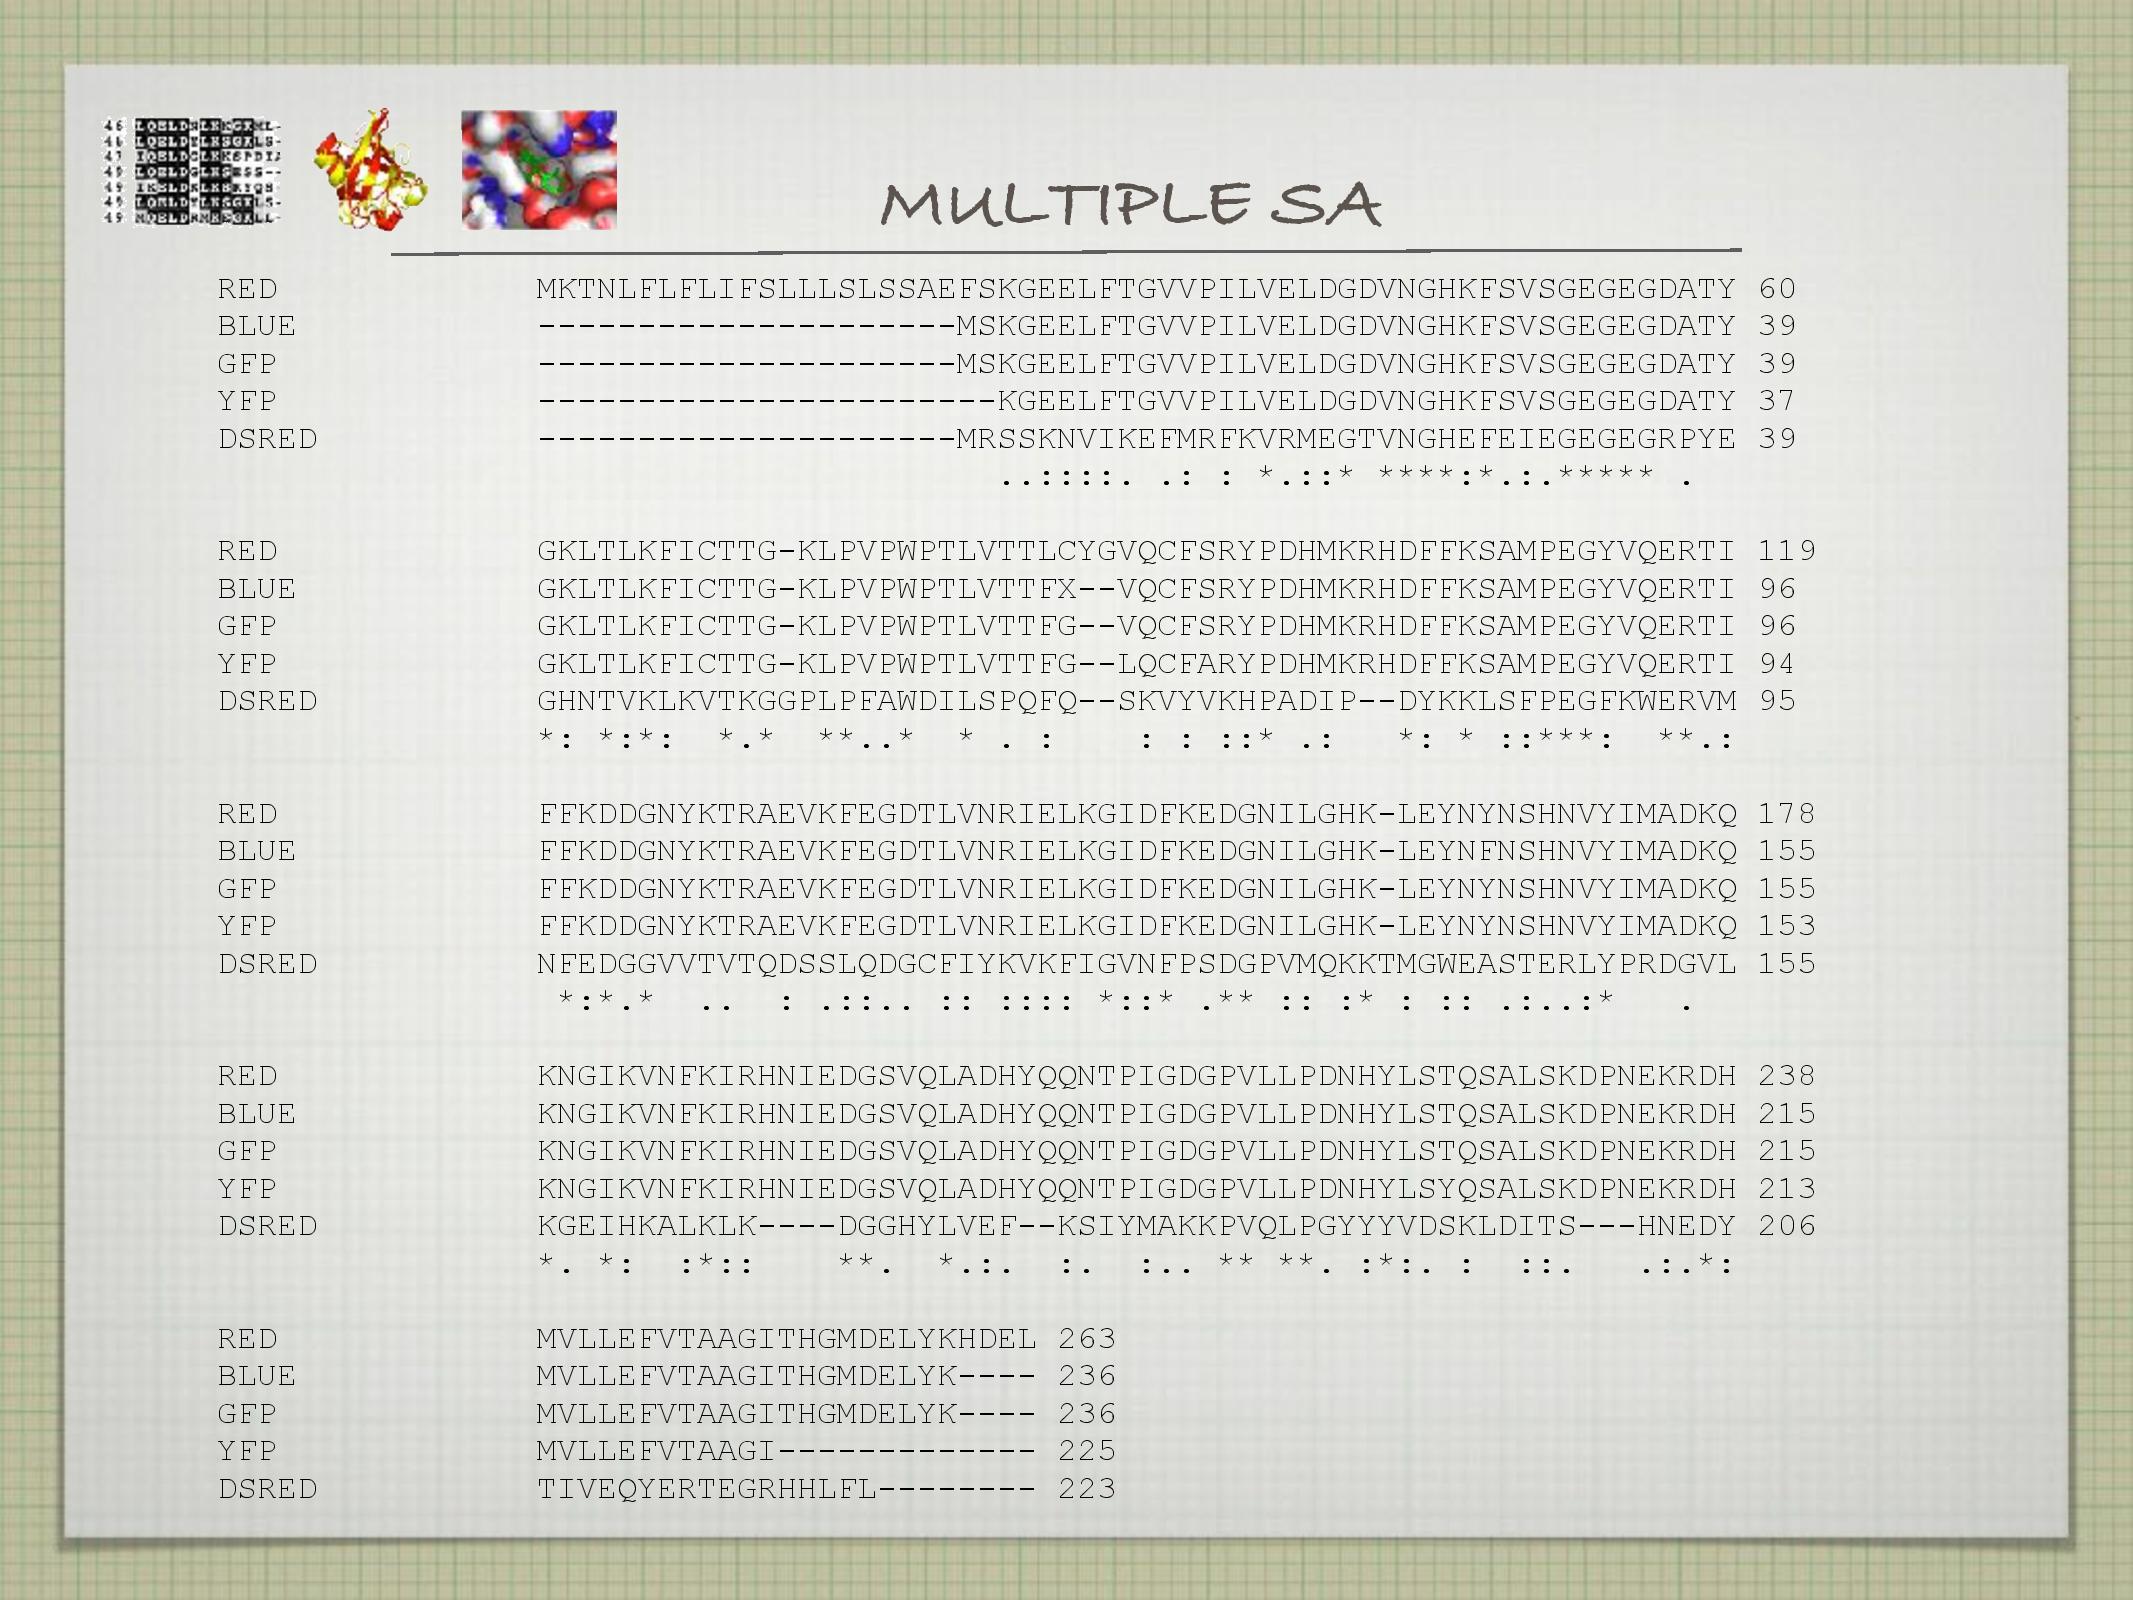 MULTIPLE SA
RED MKTNLFLFLIFSLLLSLSSAEFSKGEELFTGVVPILVELDGDVNGHKFSVSGEGEGDATY 60
BLUE ---------------------MSKGEELFTGVVPILVELDGDVNGHKFSVSGEGEGDATY 39
GFP ---------------------MSKGEELFTGVVPILVELDGDVNGHKFSVSGEGEGDATY 39
YFP -----------------------KGEELFTGVVPILVELDGDVNGHKFSVSGEGEGDATY 37
DSRED ---------------------MRSSKNVIKEFMRFKVRMEGTVNGHEFEIEGEGEGRPYE 39
..::::. .: : *.::* ****:*.:.***** .
RED GKLTLKFICTTG-KLPVPWPTLVTTLCYGVQCFSRYPDHMKRHDFFKSAMPEGYVQERTI 119
BLUE GKLTLKFICTTG-KLPVPWPTLVTTFX--VQCFSRYPDHMKRHDFFKSAMPEGYVQERTI 96
GFP GKLTLKFICTTG-KLPVPWPTLVTTFG--VQCFSRYPDHMKRHDFFKSAMPEGYVQERTI 96
YFP GKLTLKFICTTG-KLPVPWPTLVTTFG--LQCFARYPDHMKRHDFFKSAMPEGYVQERTI 94
DSRED GHNTVKLKVTKGGPLPFAWDILSPQFQ--SKVYVKHPADIP--DYKKLSFPEGFKWERVM 95
*: *:*:  *.*  **..*  * . :    : : ::* .:   *: * ::***:  **.:
RED FFKDDGNYKTRAEVKFEGDTLVNRIELKGIDFKEDGNILGHK-LEYNYNSHNVYIMADKQ 178
BLUE FFKDDGNYKTRAEVKFEGDTLVNRIELKGIDFKEDGNILGHK-LEYNFNSHNVYIMADKQ 155
GFP FFKDDGNYKTRAEVKFEGDTLVNRIELKGIDFKEDGNILGHK-LEYNYNSHNVYIMADKQ 155
YFP FFKDDGNYKTRAEVKFEGDTLVNRIELKGIDFKEDGNILGHK-LEYNYNSHNVYIMADKQ 153
DSRED NFEDGGVVTVTQDSSLQDGCFIYKVKFIGVNFPSDGPVMQKKTMGWEASTERLYPRDGVL 155
*:*.*  ..  : .::.. :: :::: *::* .** :: :* : :: .:..:*   .
RED KNGIKVNFKIRHNIEDGSVQLADHYQQNTPIGDGPVLLPDNHYLSTQSALSKDPNEKRDH 238
BLUE KNGIKVNFKIRHNIEDGSVQLADHYQQNTPIGDGPVLLPDNHYLSTQSALSKDPNEKRDH 215
GFP KNGIKVNFKIRHNIEDGSVQLADHYQQNTPIGDGPVLLPDNHYLSTQSALSKDPNEKRDH 215
YFP KNGIKVNFKIRHNIEDGSVQLADHYQQNTPIGDGPVLLPDNHYLSYQSALSKDPNEKRDH 213
DSRED KGEIHKALKLK----DGGHYLVEF--KSIYMAKKPVQLPGYYYVDSKLDITS---HNEDY 206
*. *:  :*::    **.  *.:.  :.  :.. ** **. :*:. :  ::.   .:.*:
RED MVLLEFVTAAGITHGMDELYKHDEL 263
BLUE MVLLEFVTAAGITHGMDELYK---- 236
GFP MVLLEFVTAAGITHGMDELYK---- 236
YFP MVLLEFVTAAGI------------- 225
DSRED TIVEQYERTEGRHHLFL-------- 223